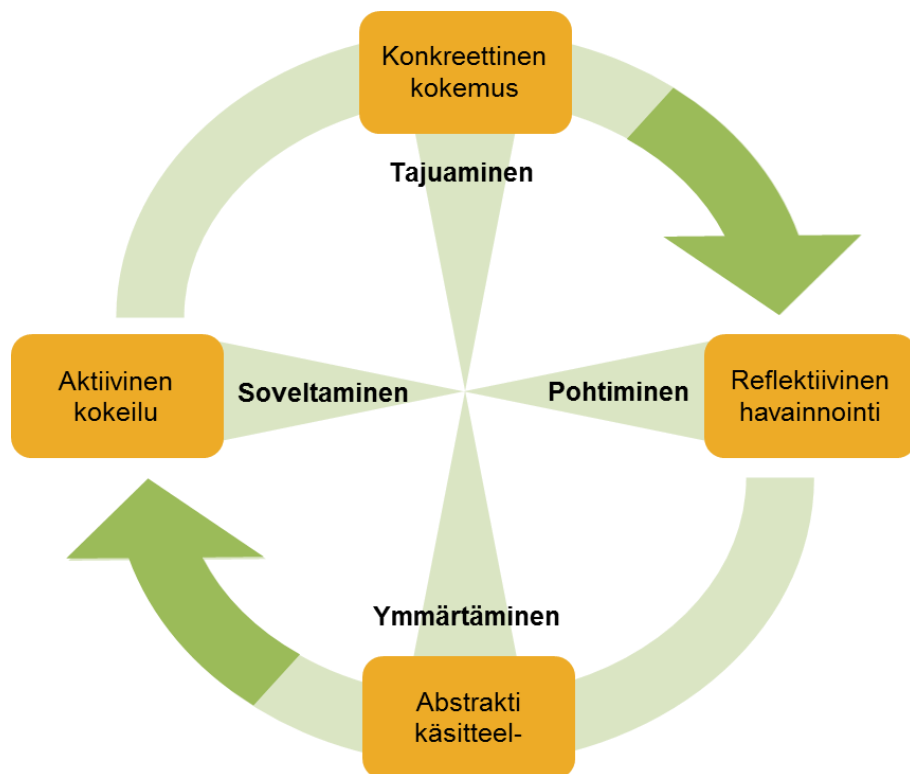 Konkreettinen
kokemus
Tajuaminen
Aktiivinen
kokeilu
Soveltaminen
Pohtiminen
Reflektiivinen
havainnointi
Ymmärtäminen
Abstrakti
käsitteel-